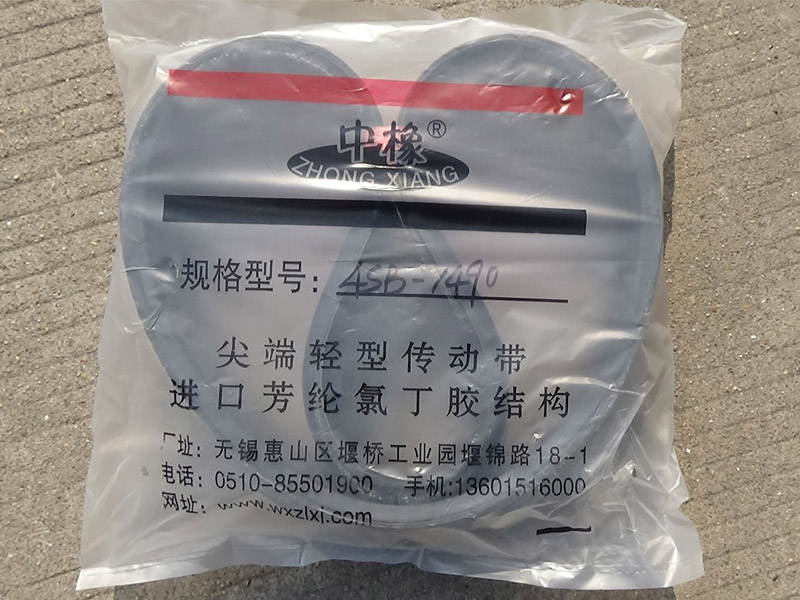 中橡®
ZHONG XIANG
规格型号：4SB-1490
尖端轻型传动带
进口芳纶氯丁胶结构
厂址：无锡惠山区堰桥工业园堰锦路18-1
电话：0510-85501900 手机:13601516000
网址：www.wxzlxj.com